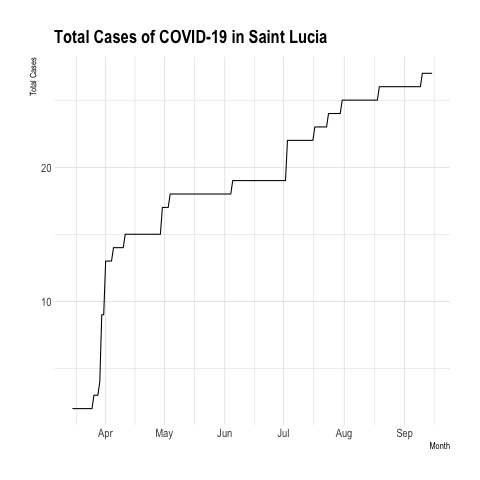 Total Cases of COVID-19 in Saint Lucia
Total Cases
20
10
Apr May Jun Jul Aug Sep
Month